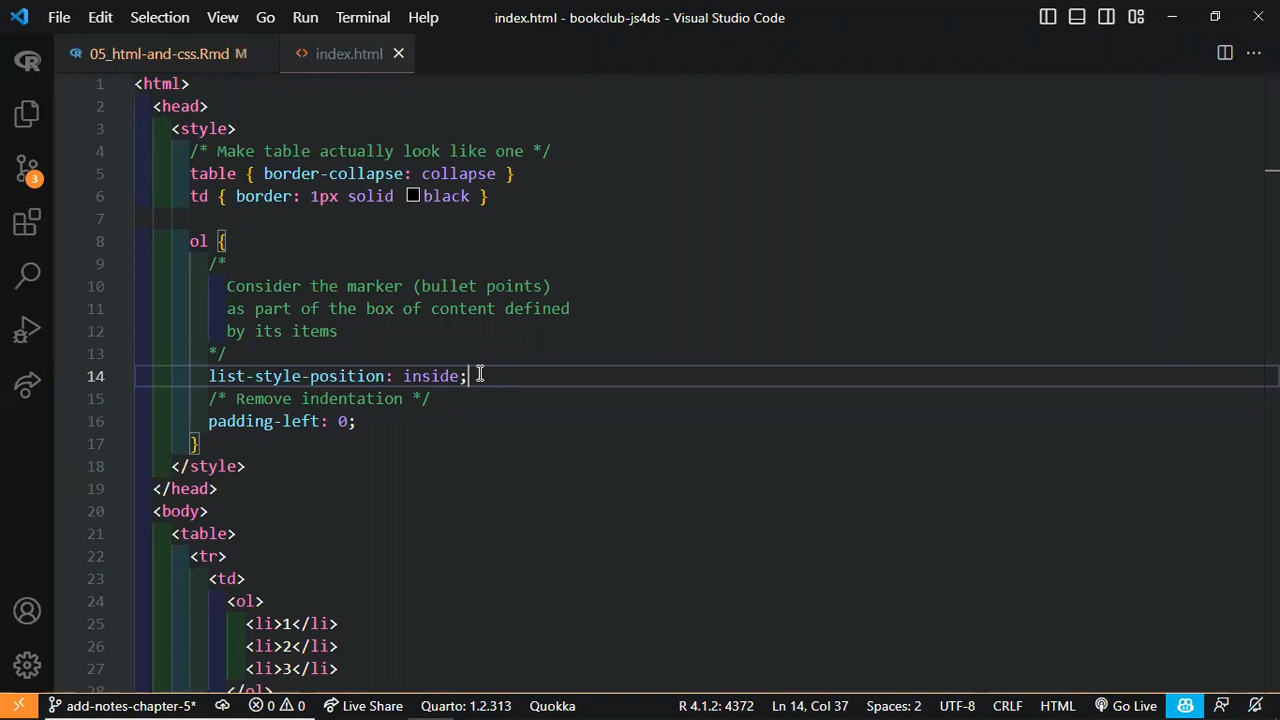 File Edit Selection View Go Run Terminal Help index.html - bookclub-js4ds - Visual Studio Code
05_html-and-css.Rmd M index.html
1 <html>
2 <head>
3 <style>
4 /* Make table actually look like one */
5 table { border-collapse: collapse }
6 td { border: 1px solid black }
7
8 ol {
9 /*
10 Consider the marker (bullet points)
11 as part of the box of content defined
12 by its items
13 */
14 list-style-position: inside;
15 /* Remove indentation */
16 padding-left: 0;
17 }
18 </style>
19 </head>
20 <body>
21 <table>
22 <tr>
23 <td>
24 <ol>
25 <li>1</li>
26 <li>2</li>
27 <li>3</li>
28 </ol>
3
add-notes-chapter-5* 0 0 Live Share Quarto: 1.2.313 Quokka R 4.1.2: 4372 Ln 14, Col 37 Spaces: 2 UTF-8 CRLF HTML Go Live